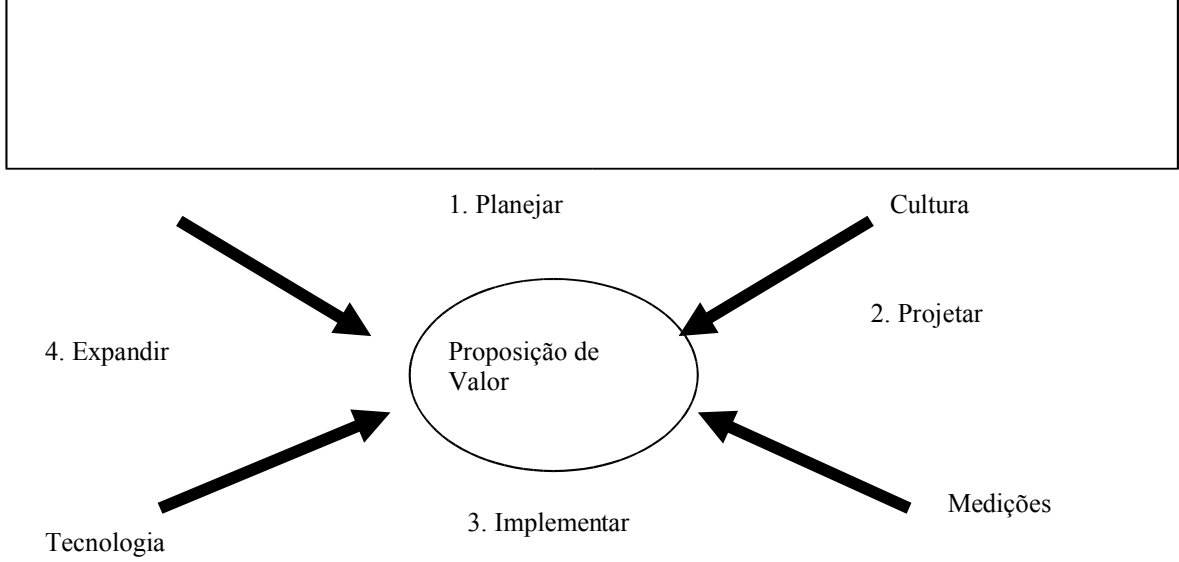 1. Planejar
Cultura
2. Projetar
4. Expandir
Proposição de
Valor
Medições
3. Implementar
Tecnologia